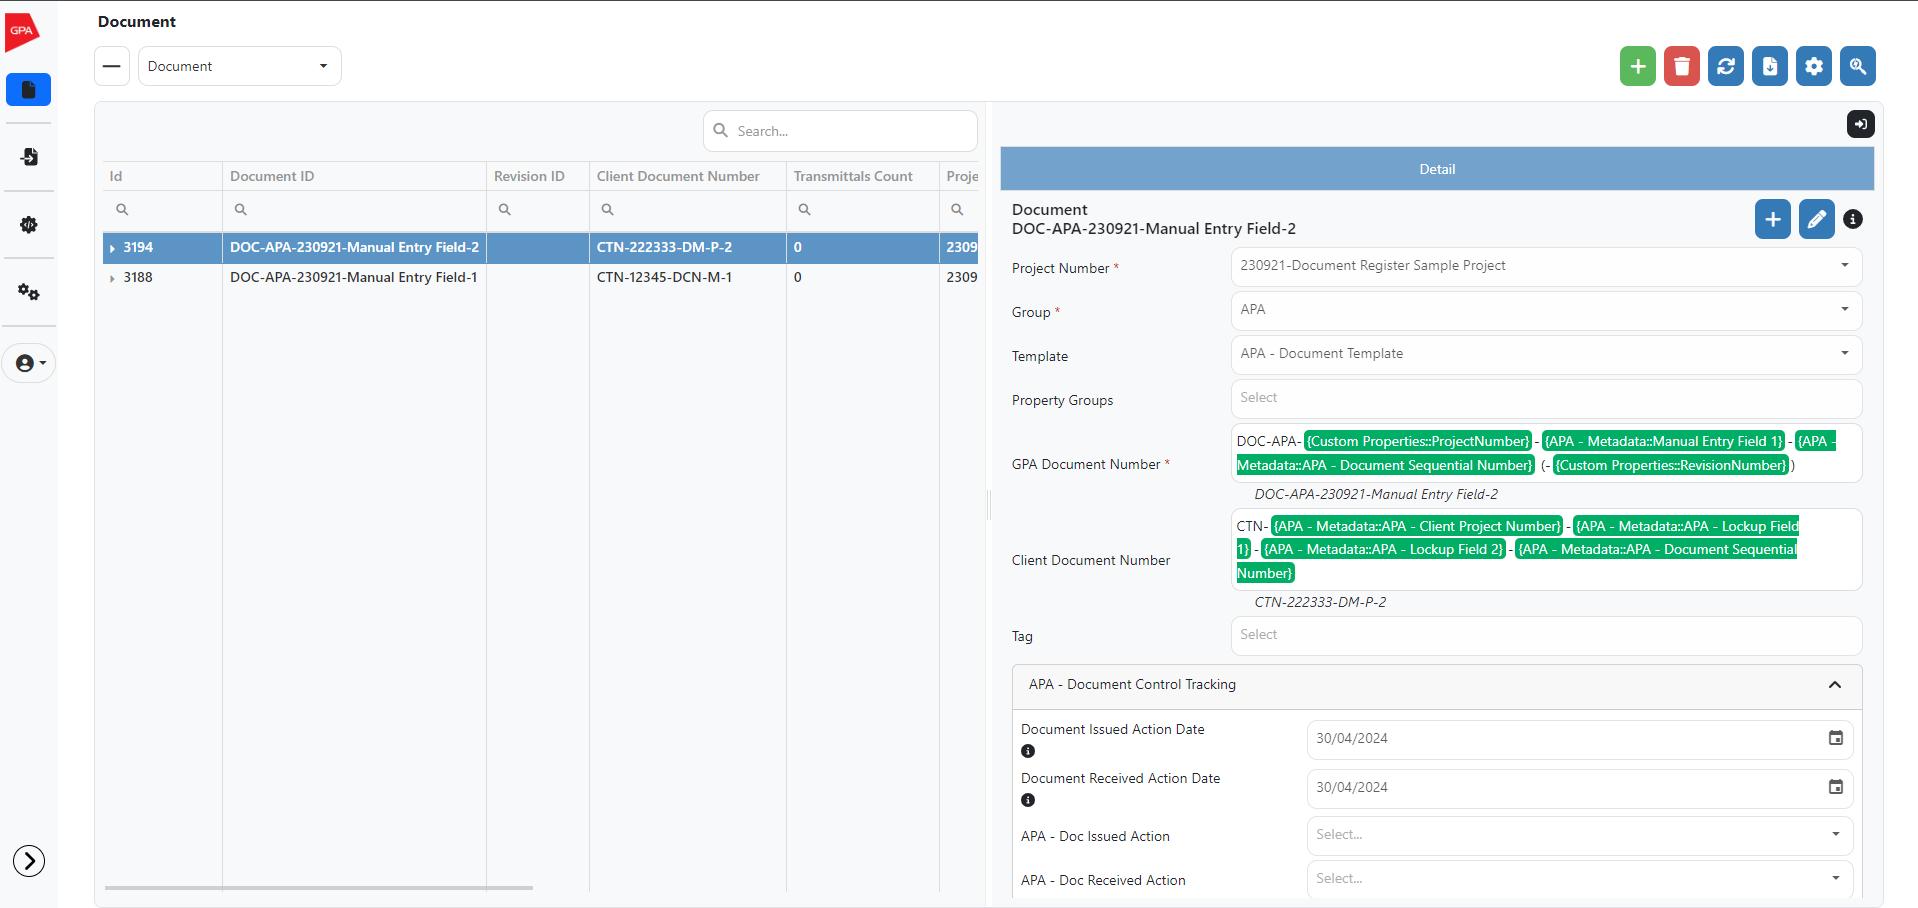 Document
GPA
Document
Search...
Id
Document ID
Revision ID
Client Document Number
Transmittals Count
Proje
3194
DOC-APA-230921-Manual Entry Field-2
CTN-222333-DM-P-2
0
2309
3188
DOC-APA-230921-Manual Entry Field-1
CTN-12345-DCN-M-1
0
2309
Detail
Document
DOC-APA-230921-Manual Entry Field-2
Project Number *
230921-Document Register Sample Project
Group *
APA
Template
APA - Document Template
Property Groups
Select
GPA Document Number *
DOC-APA- {Custom Properties::ProjectNumber} - {APA - Metadata::Manual Entry Field 1} - {APA -
Metadata::APA - Document Sequential Number} (- {Custom Properties::RevisionNumber} )
DOC-APA-230921-Manual Entry Field-2
Client Document Number
CTN- {APA - Metadata::APA - Client Project Number} - {APA - Metadata::APA - Lockup Field
1} - {APA - Metadata::APA - Lockup Field 2} - {APA - Metadata::APA - Document Sequential
Number}
CTN-222333-DM-P-2
Tag
Select
APA - Document Control Tracking
Document Issued Action Date
30/04/2024
Document Received Action Date
30/04/2024
APA - Doc Issued Action
Select...
APA - Doc Received Action
Select...